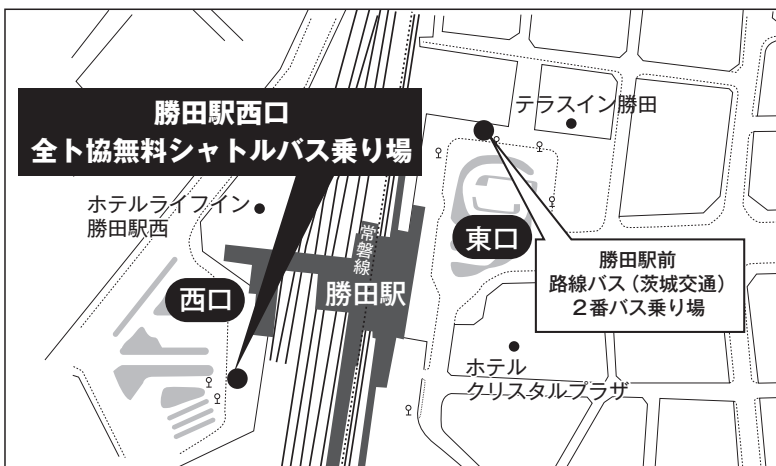 勝田駅西口
全ト協無料シャトルバス乗り場
テラスイン勝田
ホテルライフイン
勝田駅西
常磐線
東口
勝田駅前
路線バス（茨城交通）
2番バス乗り場
西口
勝田駅
ホテル
クリスタルプラザ